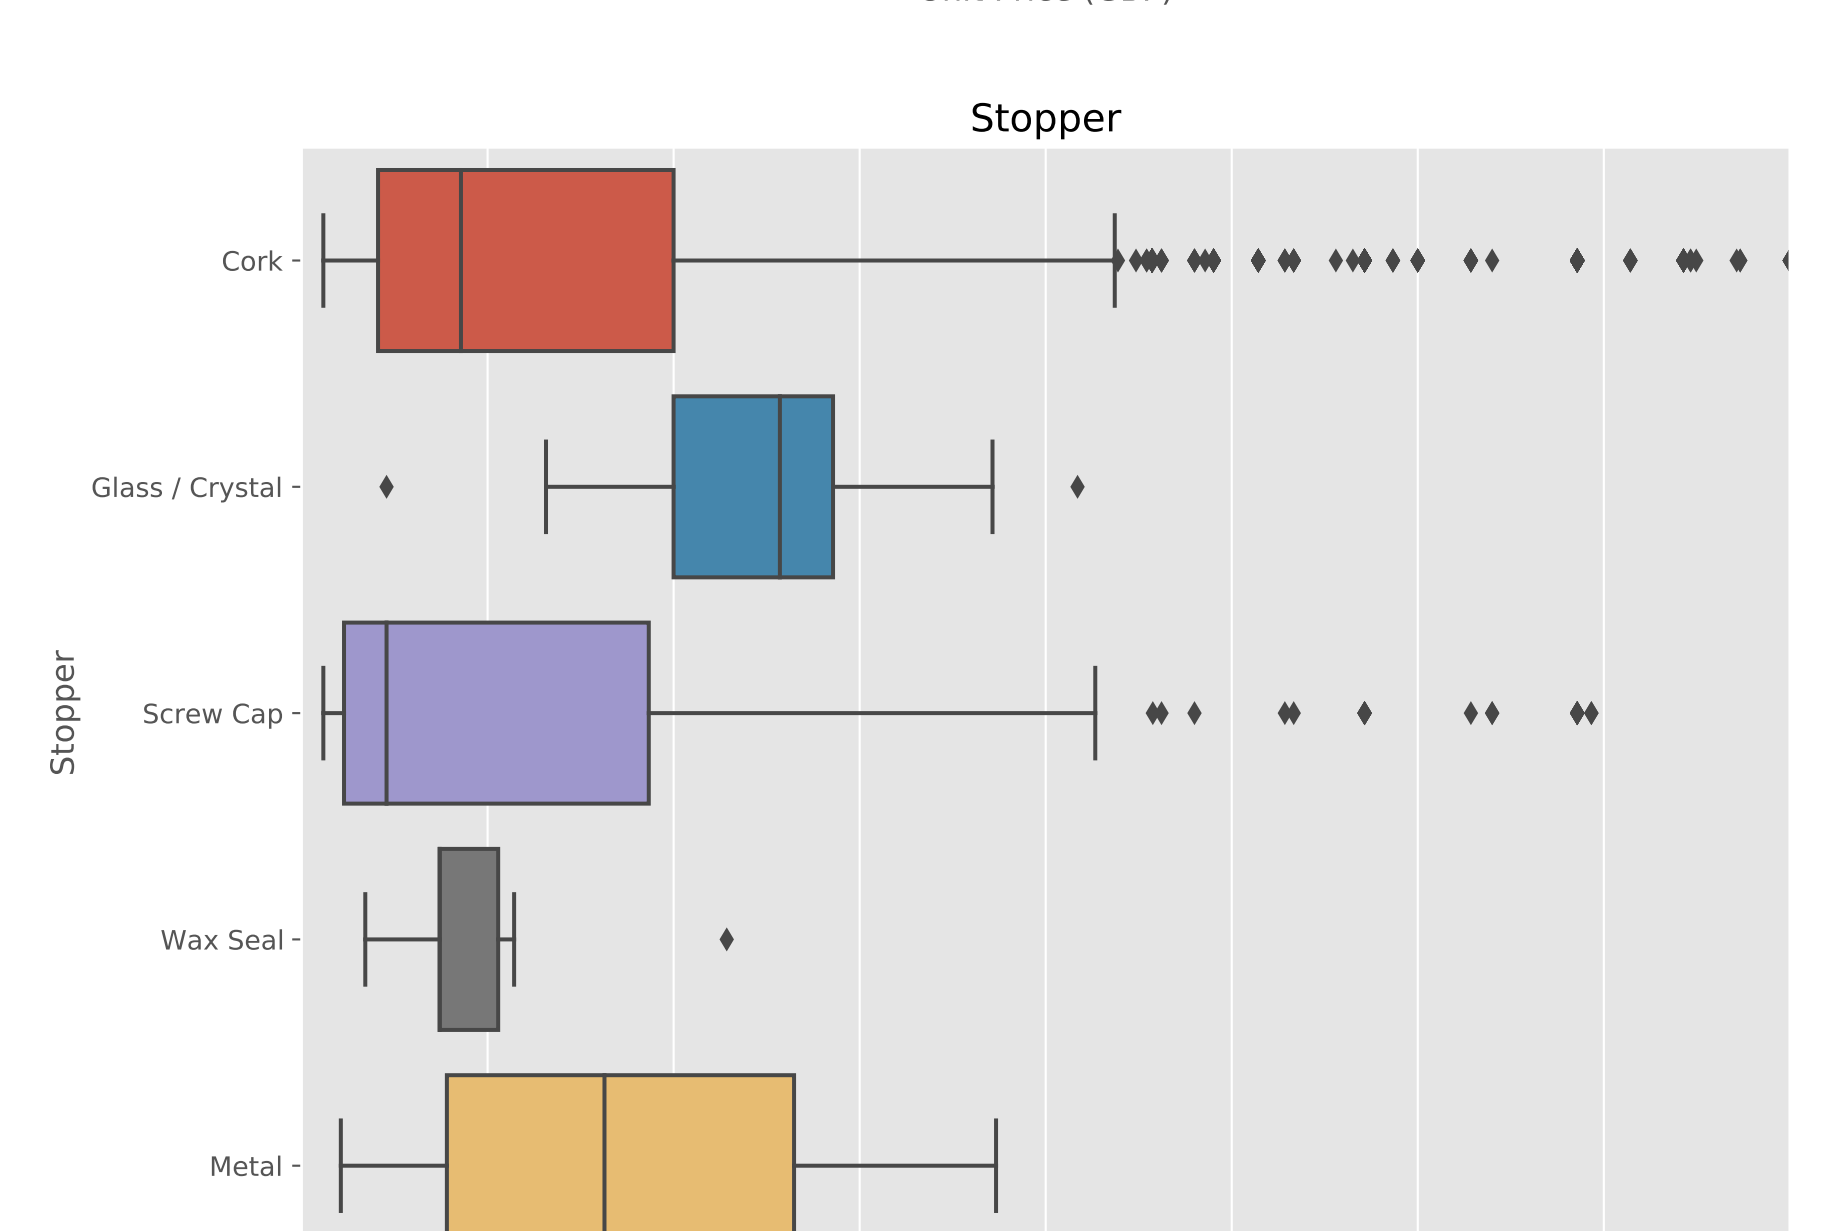 Stopper
Cork
Glass / Crystal
Screw Cap
Stopper
Wax Seal
Metal